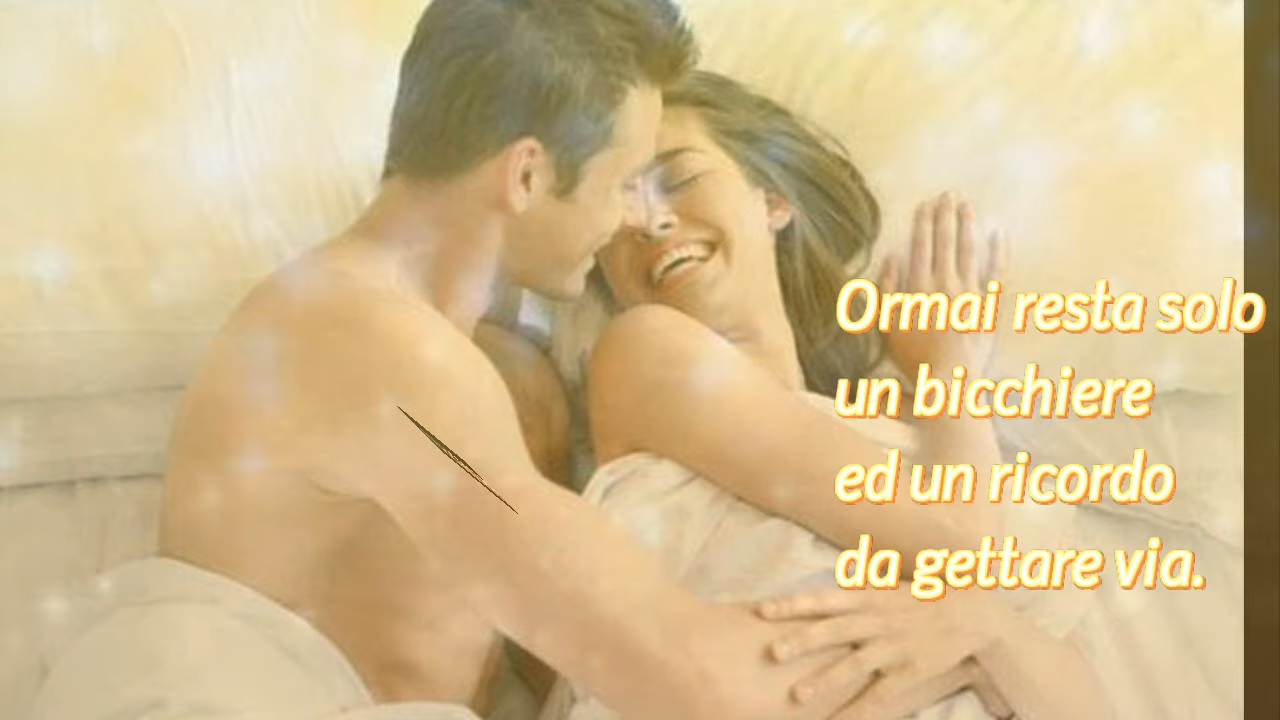 Ormai resta solo
un bicchiere
ed un ricordo
da gettare via.